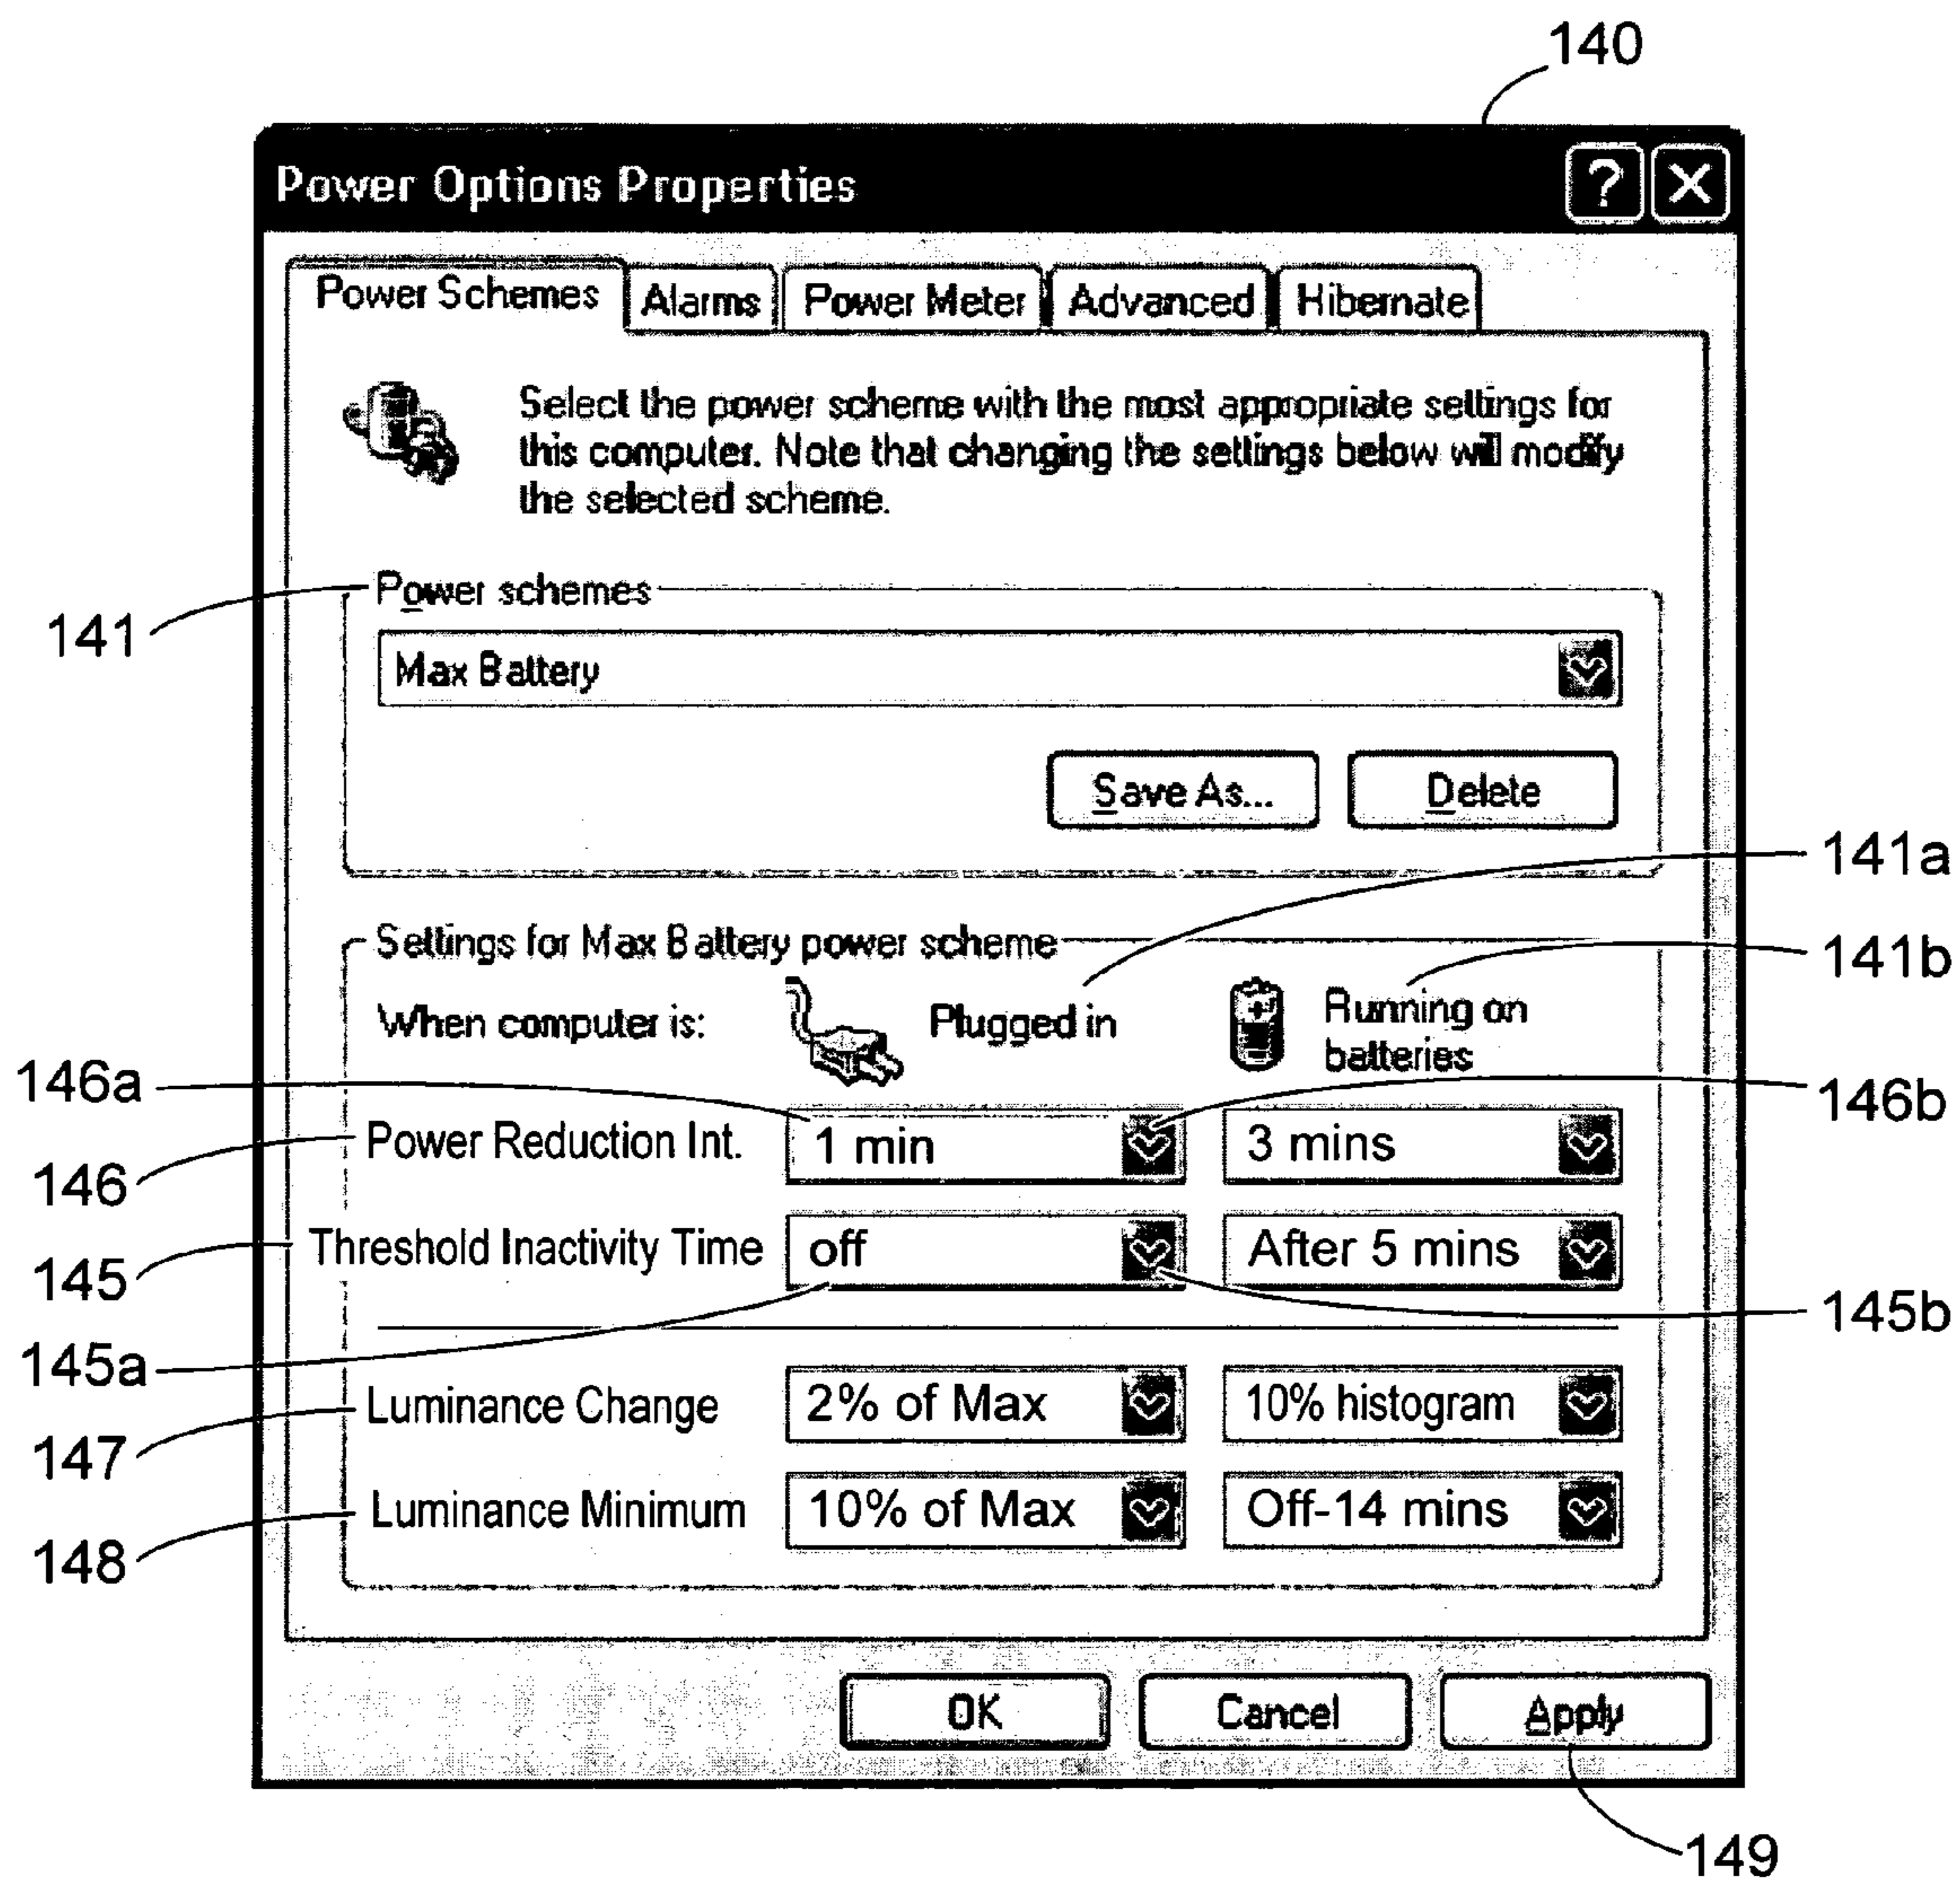 140
Power Options Properties
Power Schemes Alarms Power Meter Advanced Hibernate
Select the power scheme with the most appropriate settings for
this computer. Note that changing the settings below will modify
the selected scheme.
141
Power schemes
Max Battery
Save As... Delete
141a
Settings for Max Battery power scheme
141b
When computer is: Plugged in Running on
batteries
146a
146b
146
Power Reduction Int. 1 min 3 mins
145
Threshold Inactivity Time off After 5 mins
145b
145a
147
Luminance Change 2% of Max 10% histogram
148
Luminance Minimum 10% of Max Off-14 mins
OK Cancel Apply
149